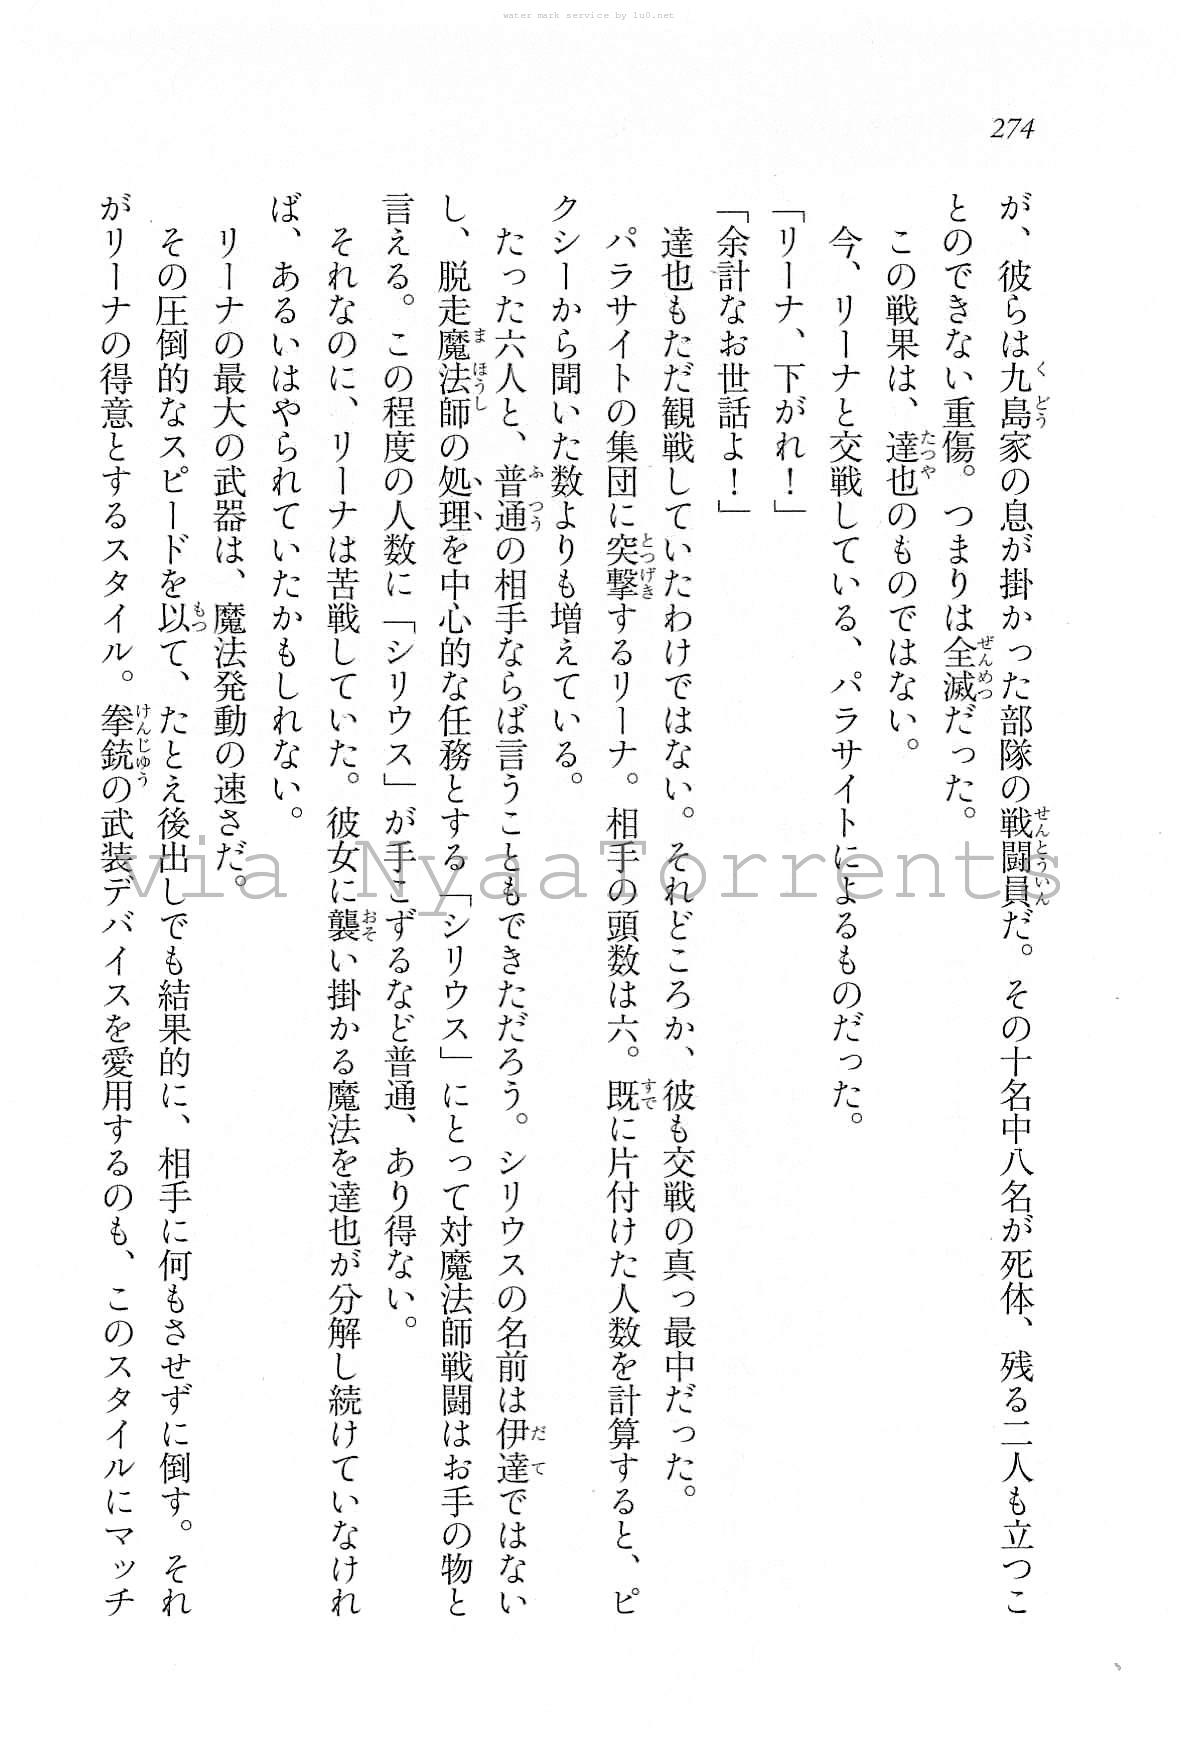 water mark service by lu0.net
274
が、彼らは九島家の息が掛かった部隊の戦闘員だ。その十名中八名が死体、残る二人も立つこ
とのできない重傷。つまりは全滅だった。
この戦果は、達也のものではない。
今、リーナと交戦している、パラサイトによるものだった。
「リーナ、下がれ！」
「余計なお世話よ！」
達也もただ観戦していたわけではない。それどころか、彼も交戦の真っ最中だった。
パラサイトの集団に突撃するリーナ。相手の頭数は六。既に片付けた人数を計算すると、ピ
クシーから聞いた数よりも増えている。
たった六人と、普通の相手ならば言うこともできただろう。シリウスの名前は伊達ではない
し、脱走魔法師の処理を中心的な任務とする「シリウス」にとって対魔法師戦闘はお手の物と
言える。この程度の人数に「シリウス」が手こずるなど普通、あり得ない。
それなのに、リーナは苦戦していた。彼女に襲い掛かる魔法を達也が分解し続けていなけれ
ば、あるいはやられていたかもしれない。
リーナの最大の武器は、魔法発動の速さだ。
その圧倒的なスピードを以て、たとえ後出しでも結果的に、相手に何もさせずに倒す。それ
がリーナの得意とするスタイル。拳銃の武装デバイスを愛用するのも、このスタイルにマッチ
via NyaaTorrents